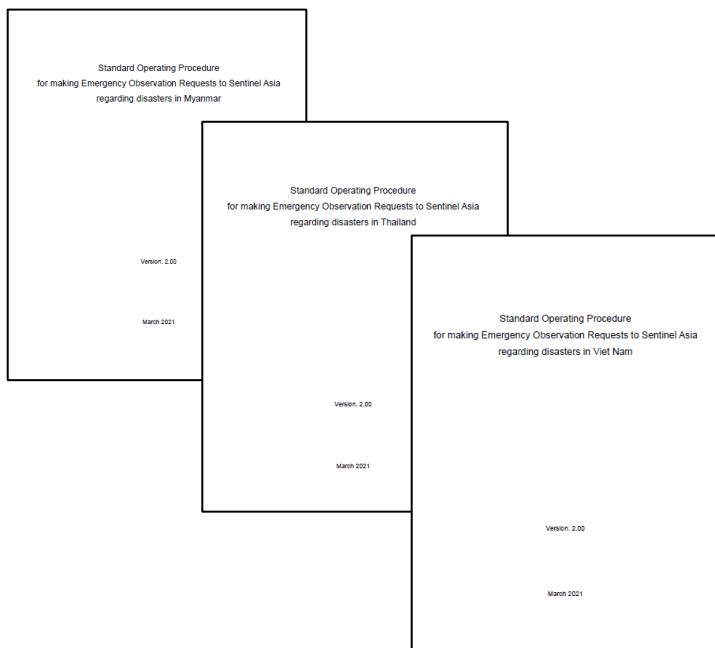 Standard Operating Procedure
for making Emergency Observation Requests to Sentinel Asia
regarding disasters in Myanmar
Version. 2.00
March 2021
Standard Operating Procedure
for making Emergency Observation Requests to Sentinel Asia
regarding disasters in Thailand
Version. 2.00
March 2021
Standard Operating Procedure
for making Emergency Observation Requests to Sentinel Asia
regarding disasters in Viet Nam
Version. 2.00
March 2021